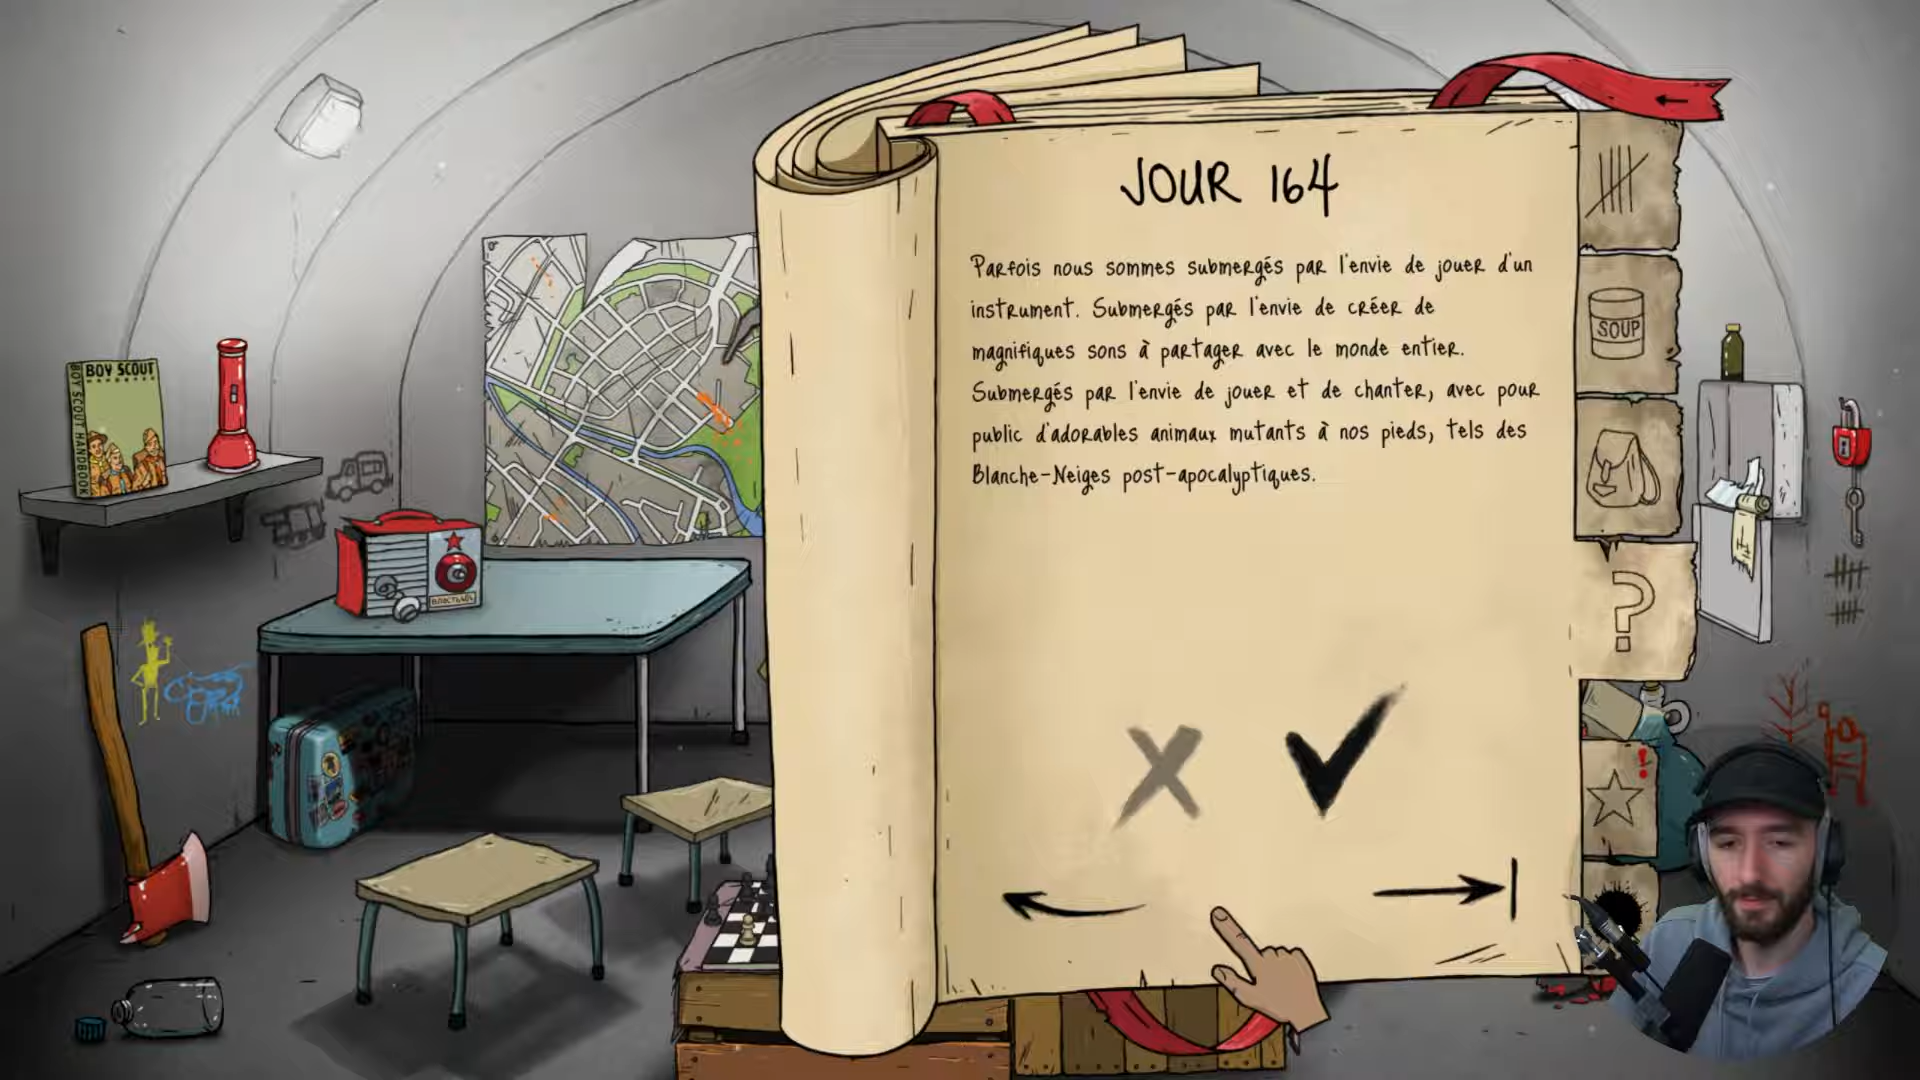 JOUR 164
Parfois nous sommes submergés par l'envie de jouer d'un
instrument. Submergés par l'envie de créer de
magnifiques sons à partager avec le monde entier.
Submergés par l'envie de jouer et de chanter, avec pour
public d'adorables animaux mutants à nos pieds, tels des
Blanche-Neiges post-apocalyptiques.
SOUP
BOY SCOUT
BOY SCOUT HANDBOOK